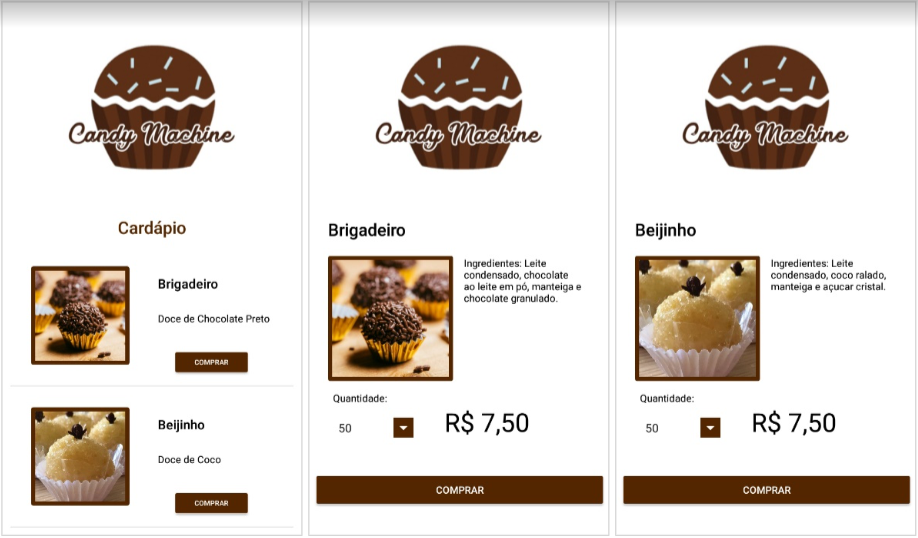 Candy Machine
Cardápio
Brigadeiro
Doce de Chocolate Preto
COMPRAR
Beijinho
Doce de Coco
COMPRAR
Candy Machine
Brigadeiro
Ingredientes: Leite
condensado, chocolate
ao leite em pó, manteiga e
chocolate granulado.
Quantidade:
50
R$ 7,50
COMPRAR
Candy Machine
Beijinho
Ingredientes: Leite
condensado, coco ralado,
manteiga e açucar cristal.
Quantidade:
50
R$ 7,50
COMPRAR